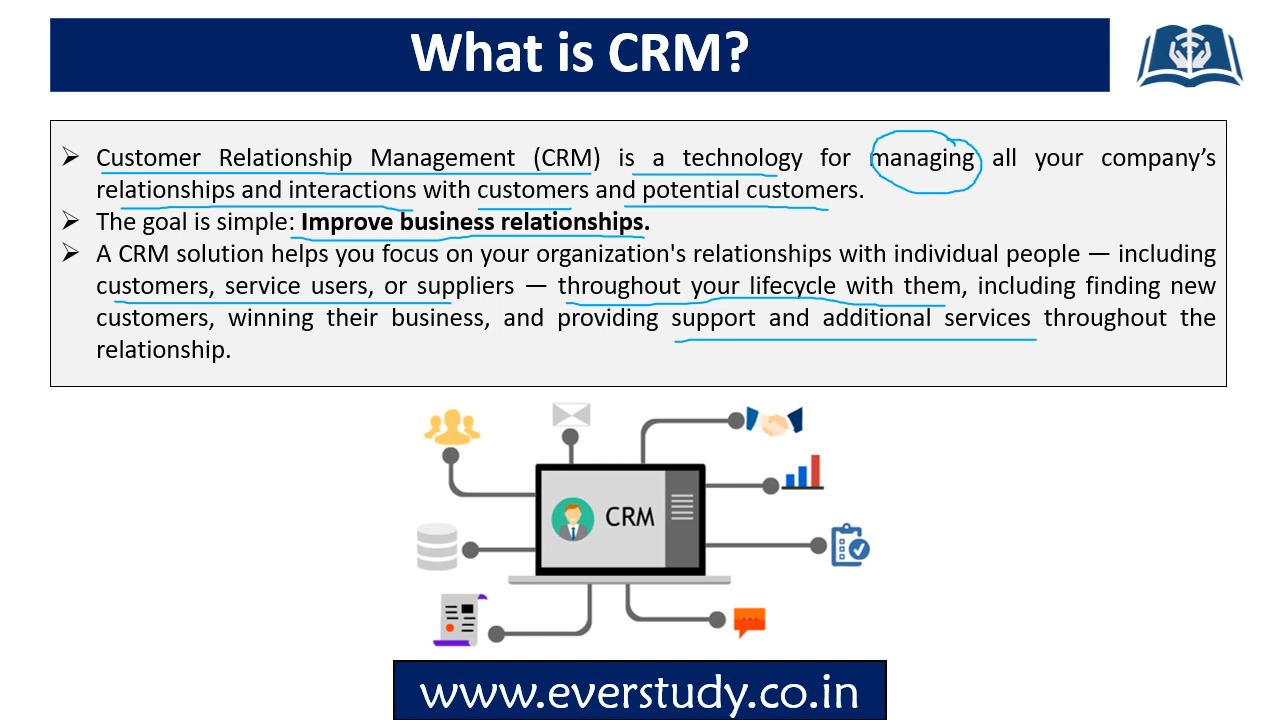 What is CRM?
➢ Customer Relationship Management (CRM) is a technology for managing all your company’s
relationships and interactions with customers and potential customers.
➢ The goal is simple: Improve business relationships.
➢ A CRM solution helps you focus on your organization's relationships with individual people — including
customers, service users, or suppliers — throughout your lifecycle with them, including finding new
customers, winning their business, and providing support and additional services throughout the
relationship.
CRM
www.everstudy.co.in